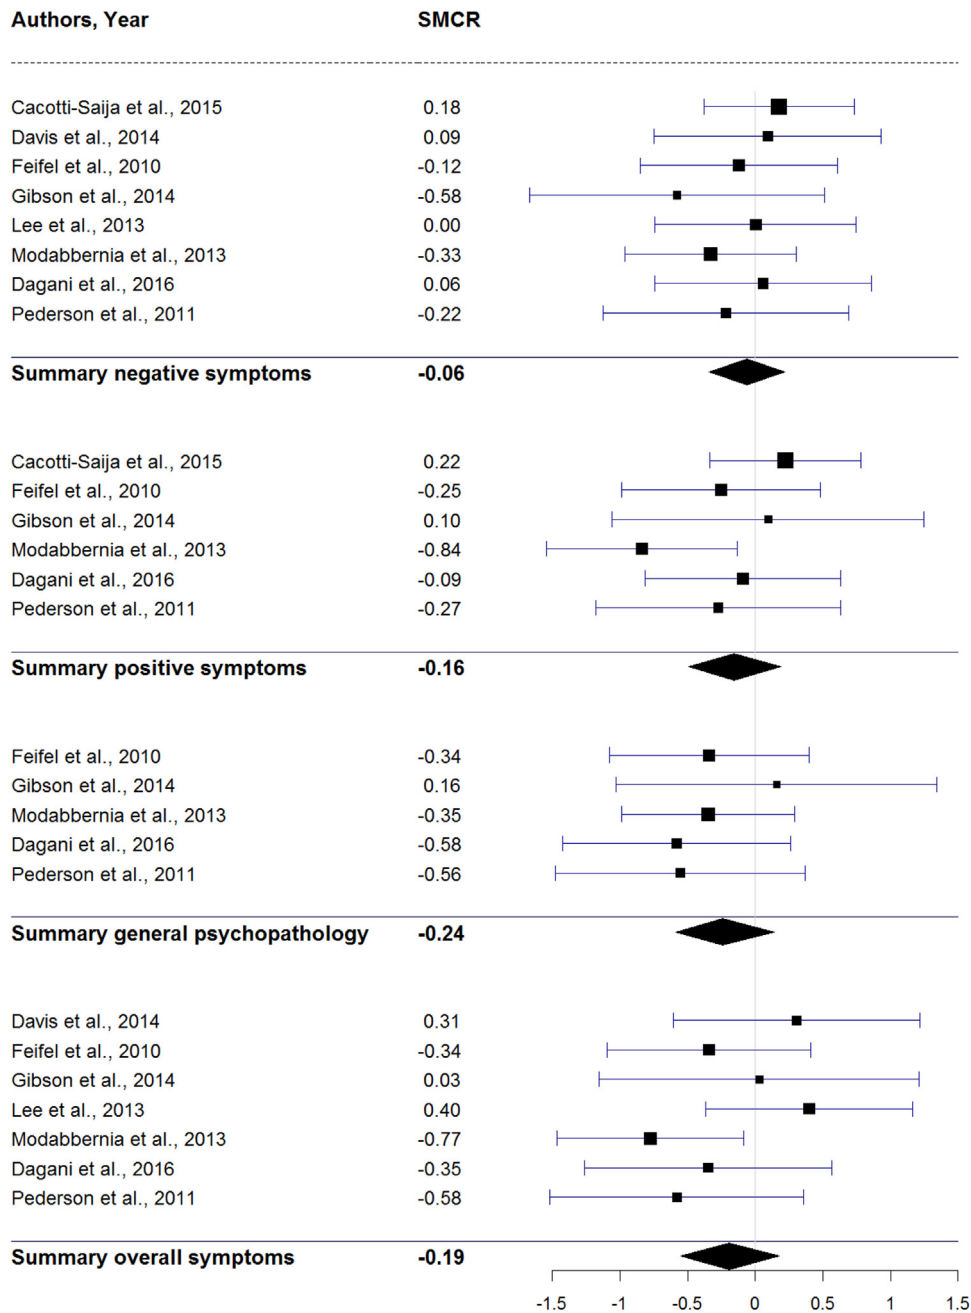 Authors, Year SMCR
Cacotti-Saija et al., 2015 0.18
Davis et al., 2014 0.09
Feifel et al., 2010 -0.12
Gibson et al., 2014 -0.58
Lee et al., 2013 0.00
Modabbernia et al., 2013 -0.33
Dagani et al., 2016 0.06
Pederson et al., 2011 -0.22
Summary negative symptoms -0.06
Cacotti-Saija et al., 2015 0.22
Feifel et al., 2010 -0.25
Gibson et al., 2014 0.10
Modabbernia et al., 2013 -0.84
Dagani et al., 2016 -0.09
Pederson et al., 2011 -0.27
Summary positive symptoms -0.16
Feifel et al., 2010 -0.34
Gibson et al., 2014 0.16
Modabbernia et al., 2013 -0.35
Dagani et al., 2016 -0.58
Pederson et al., 2011 -0.56
Summary general psychopathology -0.24
Davis et al., 2014 0.31
Feifel et al., 2010 -0.34
Gibson et al., 2014 0.03
Lee et al., 2013 0.40
Modabbernia et al., 2013 -0.77
Dagani et al., 2016 -0.35
Pederson et al., 2011 -0.58
Summary overall symptoms -0.19
-1.5 -1 -0.5 0 0.5 1 1.5